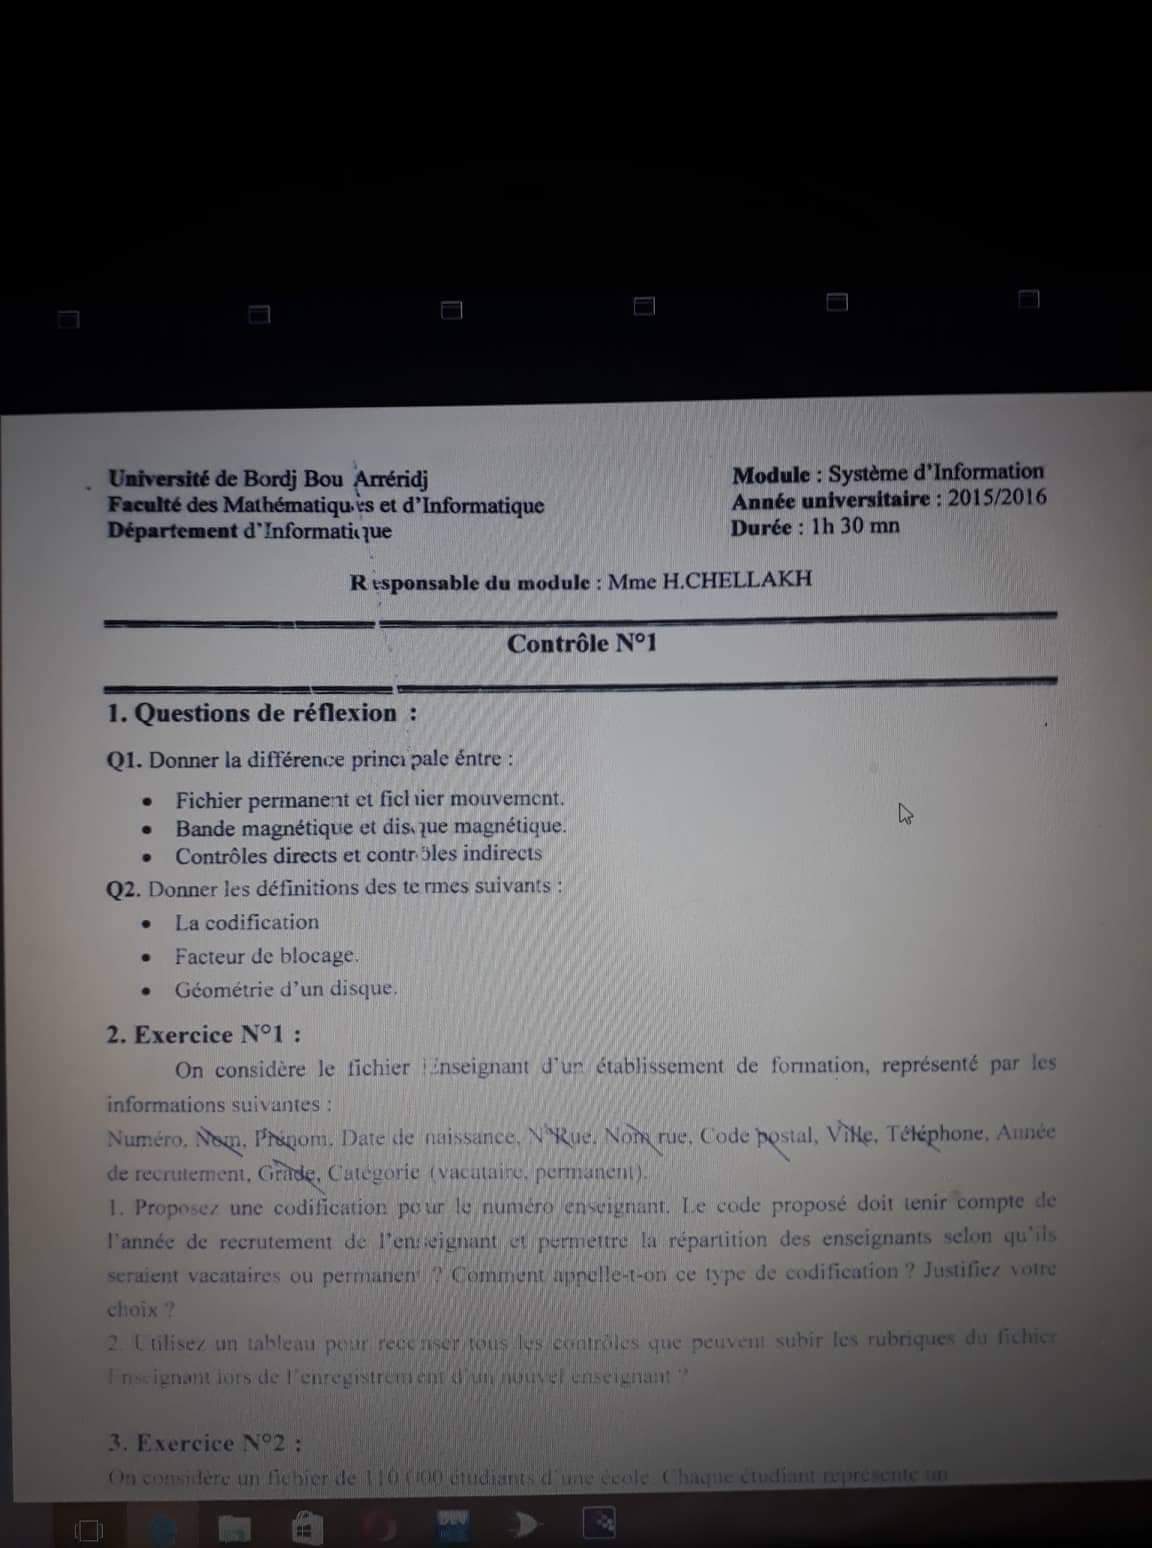 Université de Bordj Bou Arréridj
Module : Système d'Information
Faculté des Mathématiques et d'Informatique
Année universitaire : 2015/2016
Département d'Informatique
Durée : 1h 30 mn
Responsable du module : Mme H.CHELLAKH
Contrôle N°1
1. Questions de réflexion :
Q1. Donner la différence principale entre :
• Fichier permanent et fichier mouvement.
• Bande magnétique et disque magnétique.
• Contrôles directs et contrôles indirects
Q2. Donner les définitions des termes suivants :
• La codification
• Facteur de blocage.
• Géométrie d'un disque.
2. Exercice N°1 :
On considère le fichier Enseignant d'un établissement de formation, représenté par les
informations suivantes :
Numéro, Nom, Prénom, Date de naissance, N°Rue, Nom rue, Code postal, Ville, Téléphone, Année
de recrutement, Grade, Catégorie (vacataire, permanent).
1. Proposez une codification pour le numéro enseignant. Le code proposé doit tenir compte de
l'année de recrutement de l'enseignant et permettre la répartition des enseignants selon qu'ils
seraient vacataires ou permanent ? Comment appelle-t-on ce type de codification ? Justifiez votre
choix ?
2. Utilisez un tableau pour recenser tous les contrôles que peuvent subir les rubriques du fichier
Enseignant lors de l'enregistrement d'un nouvel enseignant ?
3. Exercice N°2 :
On considère un fichier de 110 000 étudiants d'une école. Chaque étudiant représente un
DEV